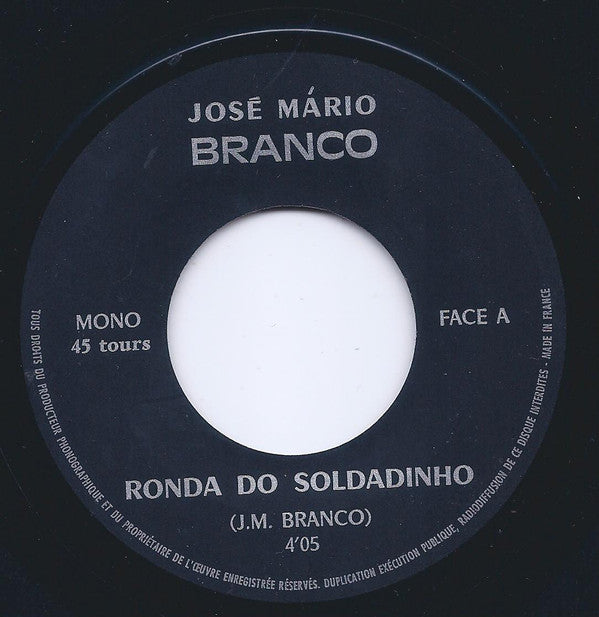 JOSÉ MÁRIO
BRANCO
MONO
45 tours
FACE A
RONDA DO SOLDADINHO
(J.M. BRANCO)
4'05
TOUS DROITS DU PRODUCTEUR PHONOGRAPHIQUE ET DU PROPRIÉTAIRE DE L'ŒUVRE ENREGISTRÉE RÉSERVÉS. DUPLICATION EXÉCUTION PUBLIQUE, RADIODIFFUSION DE CE DISQUE INTERDITES - MADE IN FRANCE